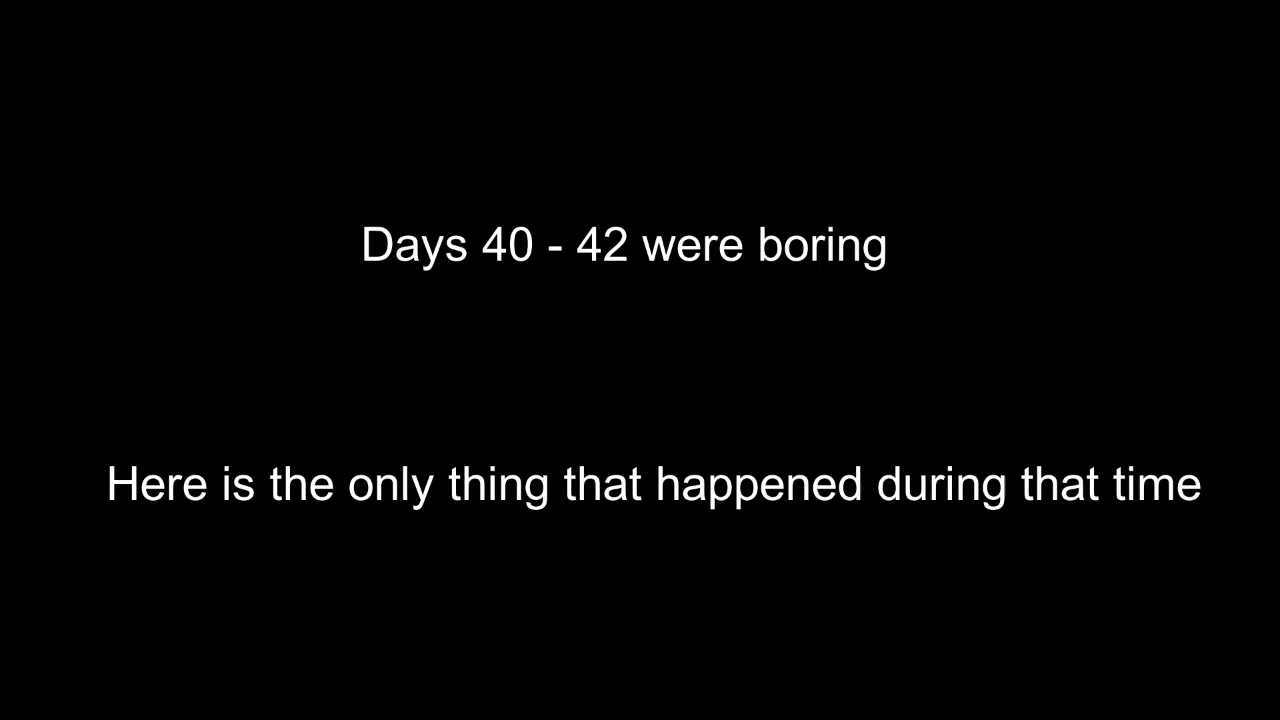 Days 40 - 42 were boring
Here is the only thing that happened during that time